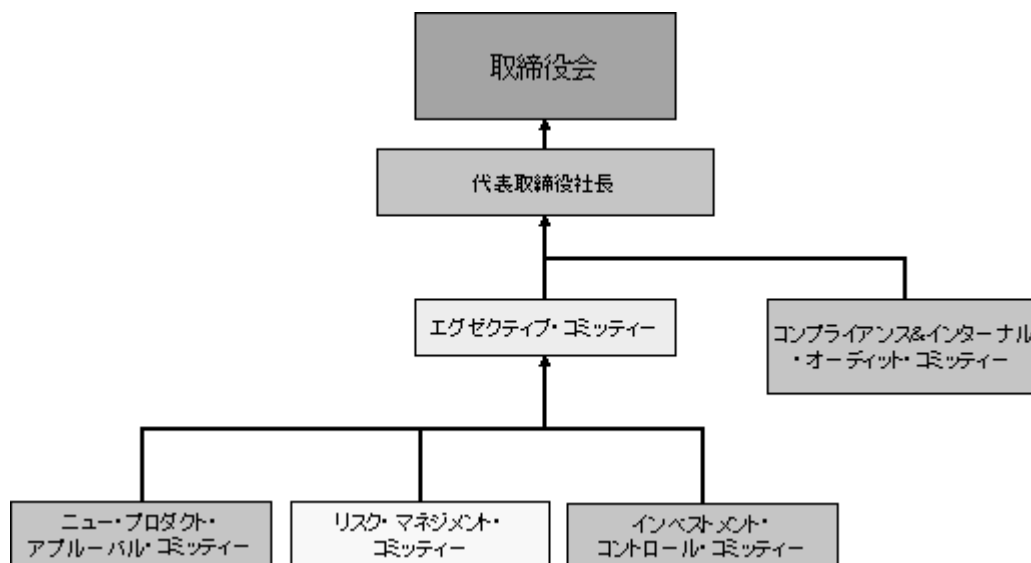 取締役会
代表取締役社長
エグゼクティブ・コミッティー
コンプライアンス&インターナル
・オーディット・コミッティー
ニュー・プロダクト・
アプルーバル・コミッティー
リスク・マネジメント・
コミッティー
インベストメント・
コントロール・コミッティー